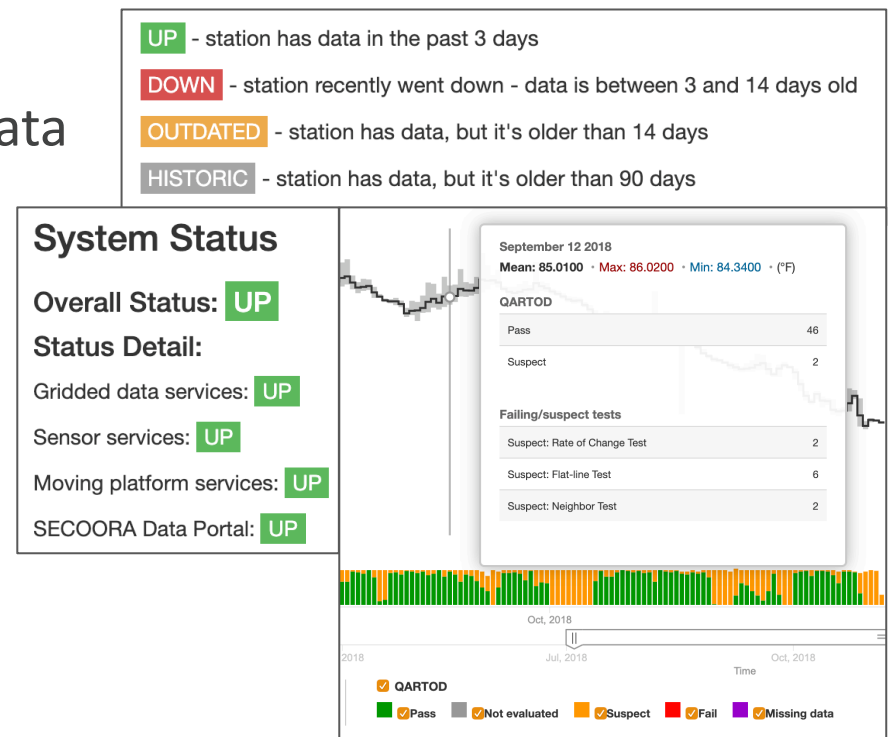 UP - station has data in the past 3 days
DOWN - station recently went down - data is between 3 and 14 days old
ata
OUTDATED - station has data, but it's older than 14 days
HISTORIC - station has data, but it's older than 90 days
System Status
Overall Status: UP
Status Detail:
Gridded data services: UP
Sensor services: UP
Moving platform services: UP
SECOORA Data Portal: UP
September 12 2018
Mean: 85.0100 • Max: 86.0200 • Min: 84.3400 • (°F)
QARTOD
Pass 46
Suspect 2
Failing/suspect tests
Suspect: Rate of Change Test 2
Suspect: Flat-line Test 6
Suspect: Neighbor Test 2
Oct, 2018
2018 Jul, 2018 Oct, 2018
Time
QARTOD
Pass Not evaluated Suspect Fail Missing data